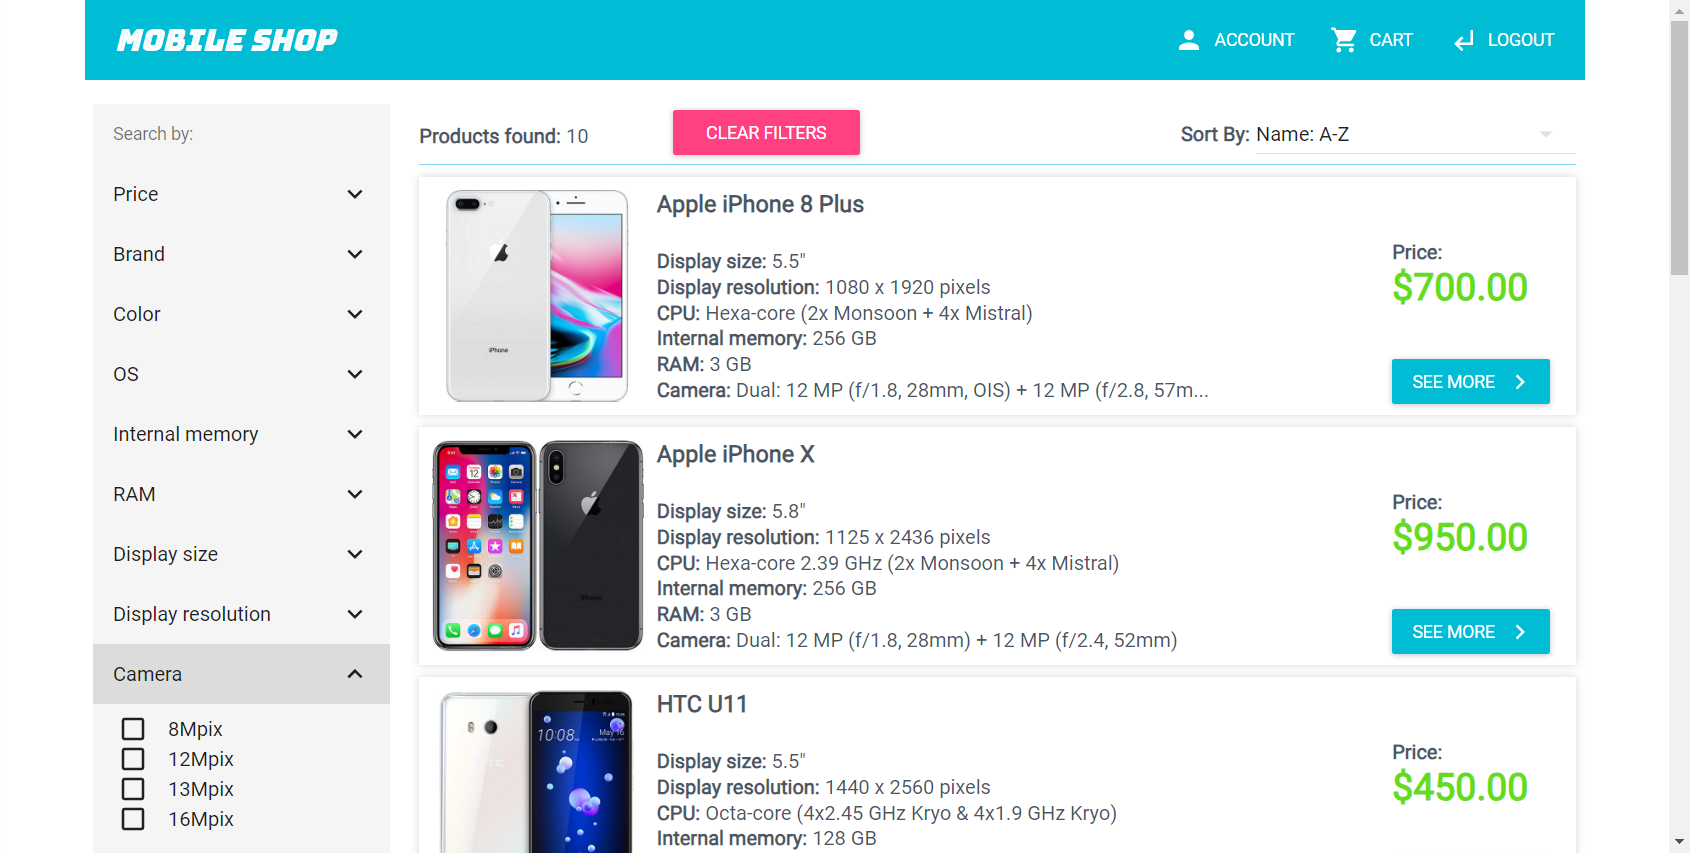 MOBILE SHOP
ACCOUNT
CART
LOGOUT
Search by:
Price
Brand
Color
OS
Internal memory
RAM
Display size
Display resolution
Camera
8Mpix
12Mpix
13Mpix
16Mpix
Products found: 10
CLEAR FILTERS
Sort By: Name: A-Z
iPhone
Apple iPhone 8 Plus
Display size: 5.5"
Display resolution: 1080 x 1920 pixels
CPU: Hexa-core (2x Monsoon + 4x Mistral)
Internal memory: 256 GB
RAM: 3 GB
Camera: Dual: 12 MP (f/1.8, 28mm, OIS) + 12 MP (f/2.8, 57m...
Price:
$700.00
SEE MORE
iPhone
Apple iPhone X
Display size: 5.8"
Display resolution: 1125 x 2436 pixels
CPU: Hexa-core 2.39 GHz (2x Monsoon + 4x Mistral)
Internal memory: 256 GB
RAM: 3 GB
Camera: Dual: 12 MP (f/1.8, 28mm) + 12 MP (f/2.4, 52mm)
Price:
$950.00
SEE MORE
10:08
May 16
HTC
HTC U11
Display size: 5.5"
Display resolution: 1440 x 2560 pixels
CPU: Octa-core (4x2.45 GHz Kryo & 4x1.9 GHz Kryo)
Internal memory: 128 GB
Price:
$450.00